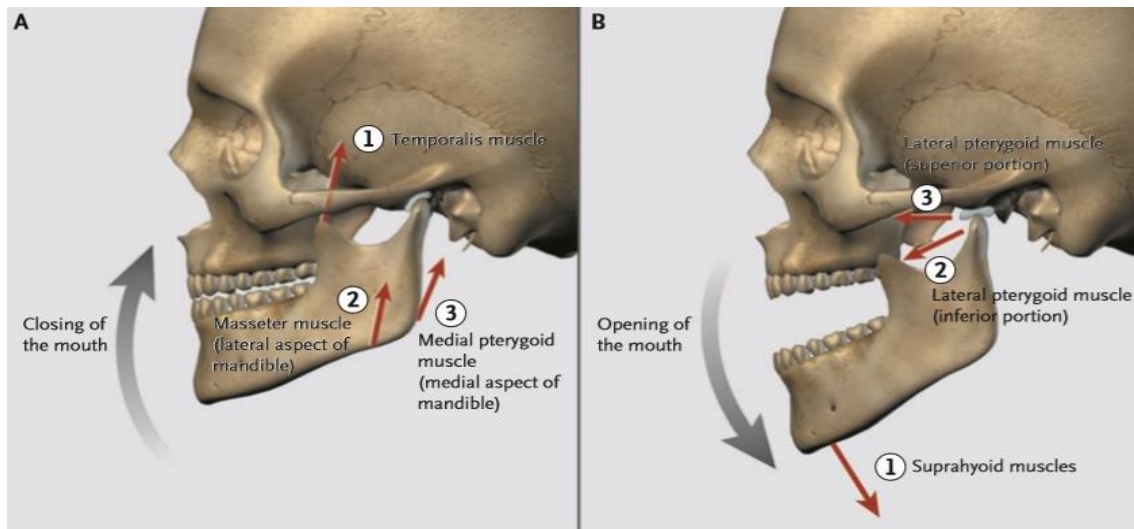 A
1 Temporalis muscle
Closing of
the mouth
2
Masseter muscle
(lateral aspect of
mandible)
3
Medial pterygoid
muscle
(medial aspect of
mandible)
B
Lateral pterygoid muscle
(superior portion)
3
2
Lateral pterygoid muscle
(inferior portion)
Opening of
the mouth
1 Suprahyoid muscles